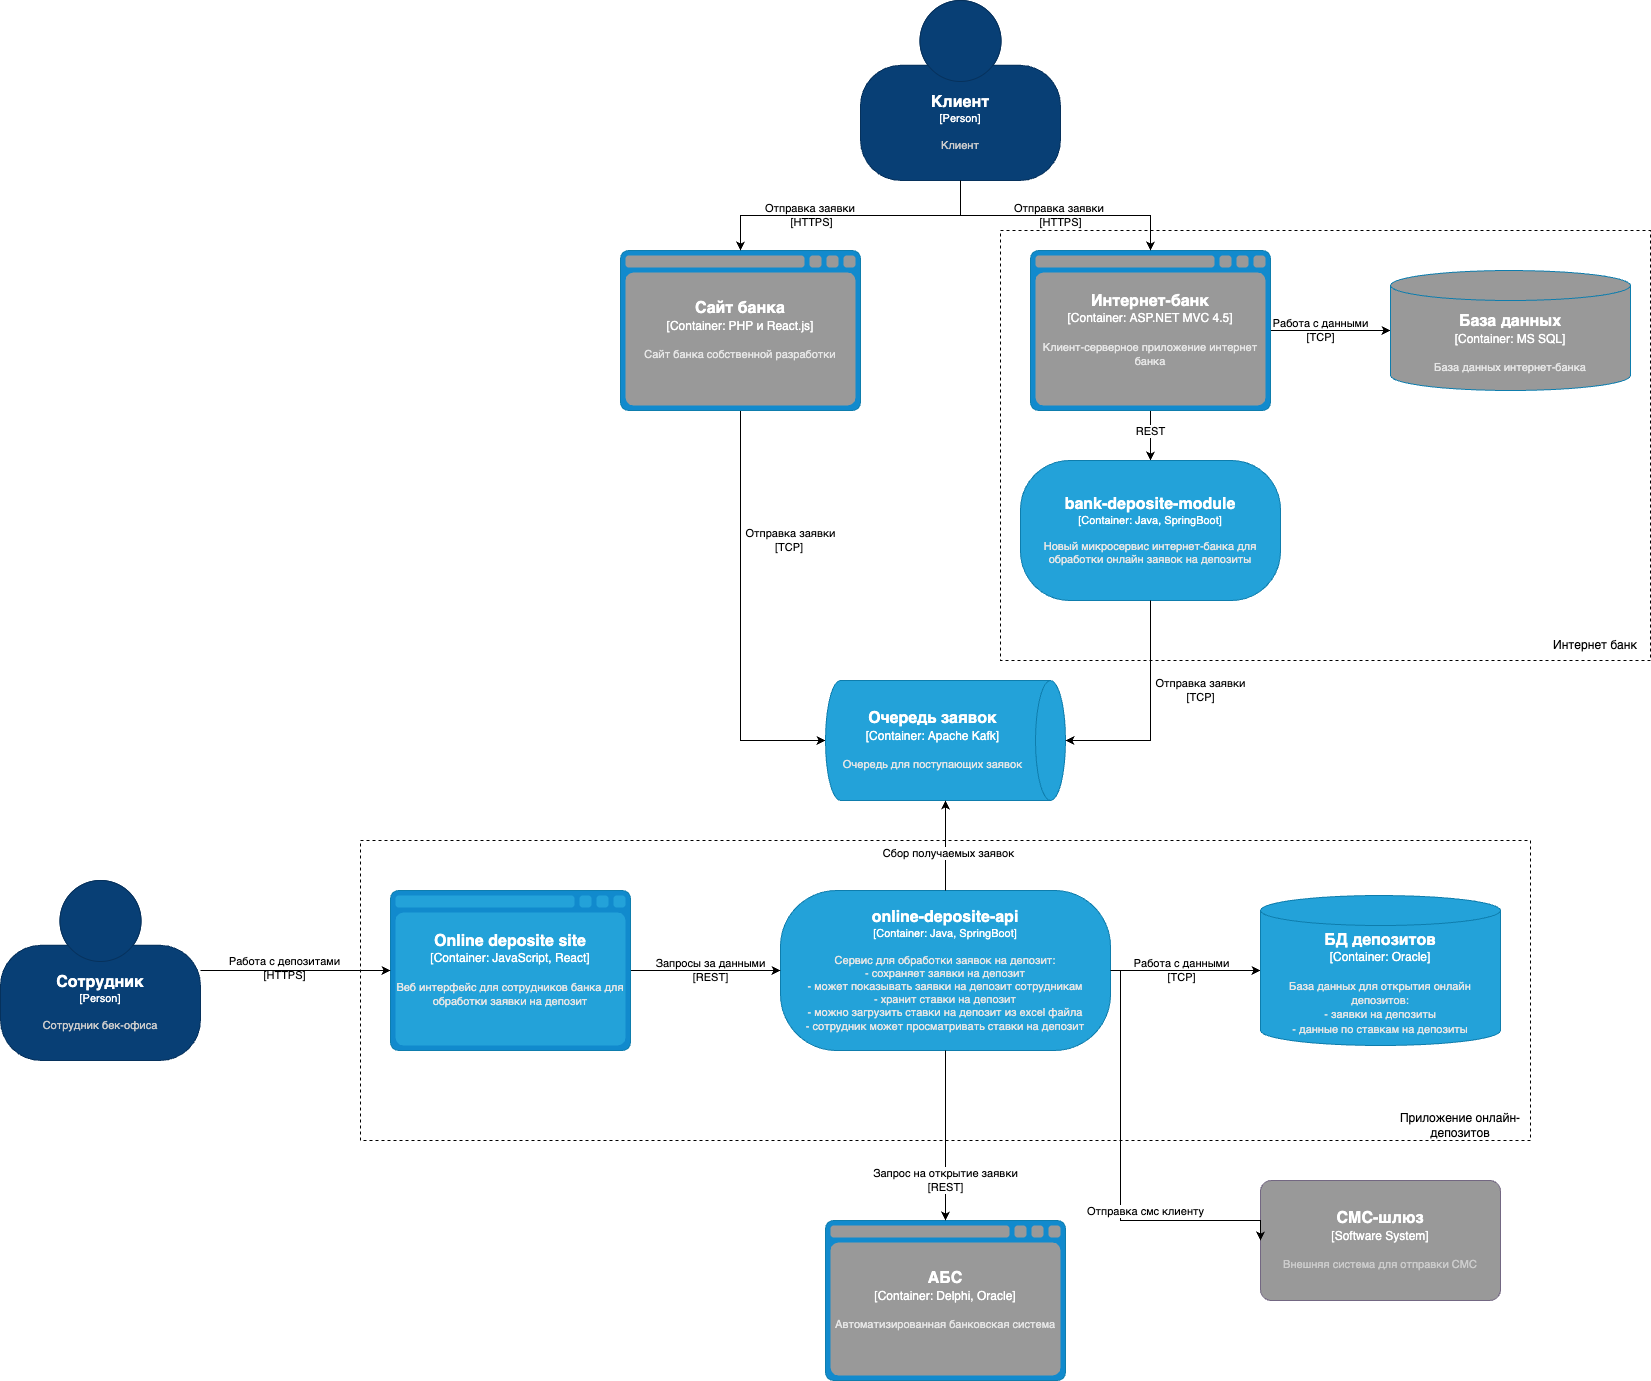 Клиент
[Person]
Клиент
Отправка заявки
[HTTPS]
Отправка заявки
[HTTPS]
Сайт банка
[Container: PHP и React.js]
Сайт банка собственной разработки
Интернет-банк
[Container: ASP.NET MVC 4.5]
Клиент-серверное приложение интернет
банка
Работа с данными
[TCP]
База данных
[Container: MS SQL]
База данных интернет-банка
REST
bank-deposite-module
[Container: Java, SpringBoot]
Новый микросервис интернет-банка для
обработки онлайн заявок на депозиты
Интернет банк
Отправка заявки
[TCP]
Отправка заявки
[TCP]
Очередь заявок
[Container: Apache Kafk]
Очередь для поступающих заявок
Сбор получаемых заявок
Сотрудник
[Person]
Сотрудник бек-офиса
Работа с депозитами
[HTTPS]
Online deposite site
[Container: JavaScript, React]
Веб интерфейс для сотрудников банка для
обработки заявки на депозит
Запросы за данными
[REST]
online-deposite-api
[Container: Java, SpringBoot]
Сервис для обработки заявок на депозит:
- сохраняет заявки на депозит
- может показывать заявки на депозит сотрудникам
- хранит ставки на депозит
- можно загрузить ставки на депозит из excel файла
- сотрудник может просматривать ставки на депозит
Работа с данными
[TCP]
БД депозитов
[Container: Oracle]
База данных для открытия онлайн
депозитов:
- заявки на депозиты
- данные по ставкам на депозиты
Приложение онлайн-
депозитов
Запрос на открытие заявки
[REST]
Отправка смс клиенту
АБС
[Container: Delphi, Oracle]
Автоматизированная банковская система
СМС-шлюз
[Software System]
Внешняя система для отправки СМС